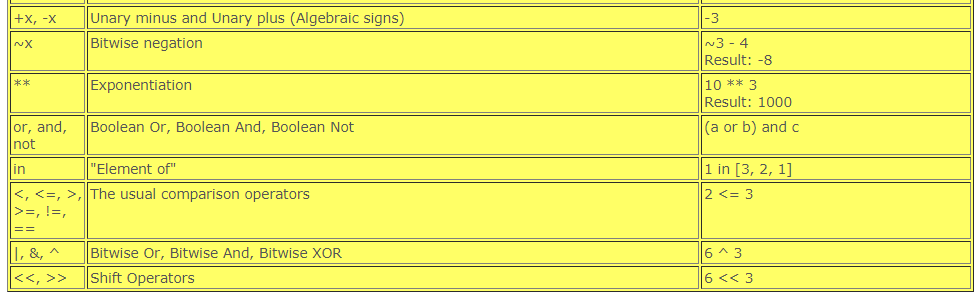 +x, -x Unary minus and Unary plus (Algebraic signs) -3
~x Bitwise negation ~3 - 4
Result: -8
** Exponentiation 10 ** 3
Result: 1000
or, and, Boolean Or, Boolean And, Boolean Not (a or b) and c
not
in "Element of" 1 in [3, 2, 1]
<, <=, >, The usual comparison operators 2 <= 3
>=, !=,
==
|, &, ^ Bitwise Or, Bitwise And, Bitwise XOR 6 ^ 3
<<, >> Shift Operators 6 << 3